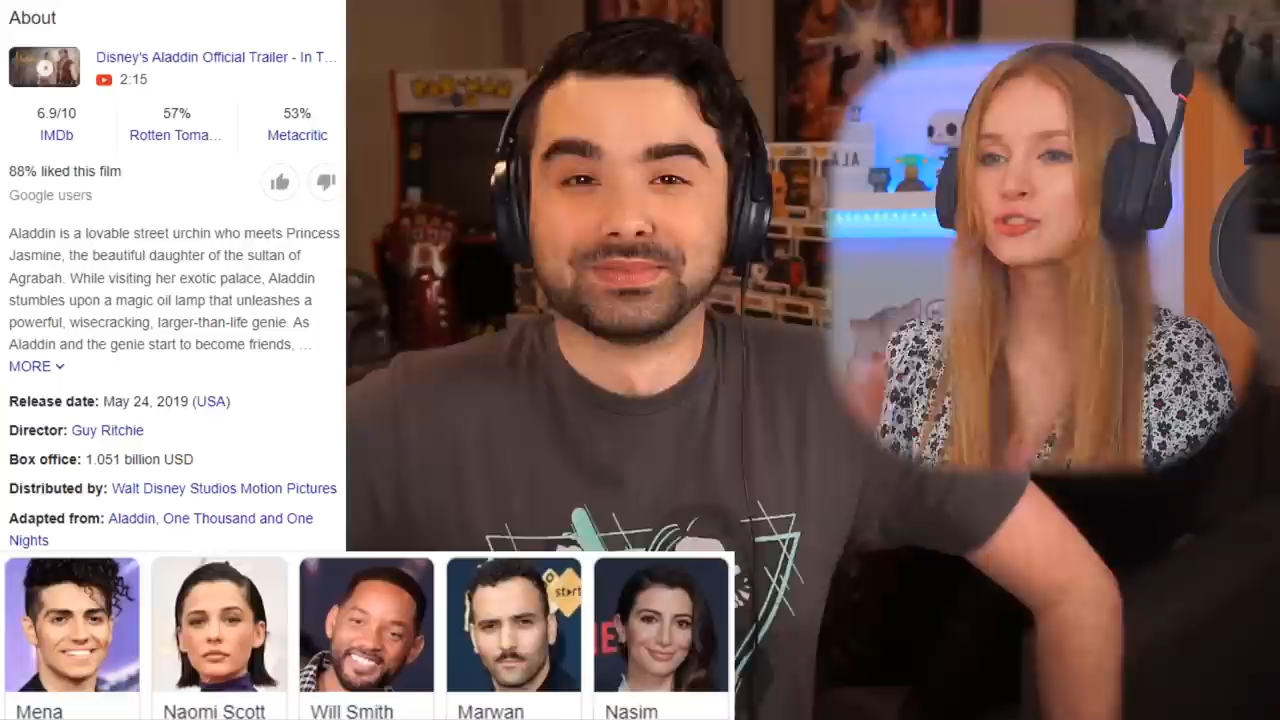 About
Disney's Aladdin Official Trailer - In T...
2:15
6.9/10 57% 53%
IMDb Rotten Toma... Metacritic
88% liked this film
Google users
Aladdin is a lovable street urchin who meets Princess
Jasmine, the beautiful daughter of the sultan of
Agrabah. While visiting her exotic palace, Aladdin
stumbles upon a magic oil lamp that unleashes a
powerful, wisecracking, larger-than-life genie. As
Aladdin and the genie start to become friends, ...
MORE
Release date: May 24, 2019 (USA)
Director: Guy Ritchie
Box office: 1.051 billion USD
Distributed by: Walt Disney Studios Motion Pictures
Adapted from: Aladdin, One Thousand and One
Nights
start
Mena Naomi Scott Will Smith Marwan Nasim